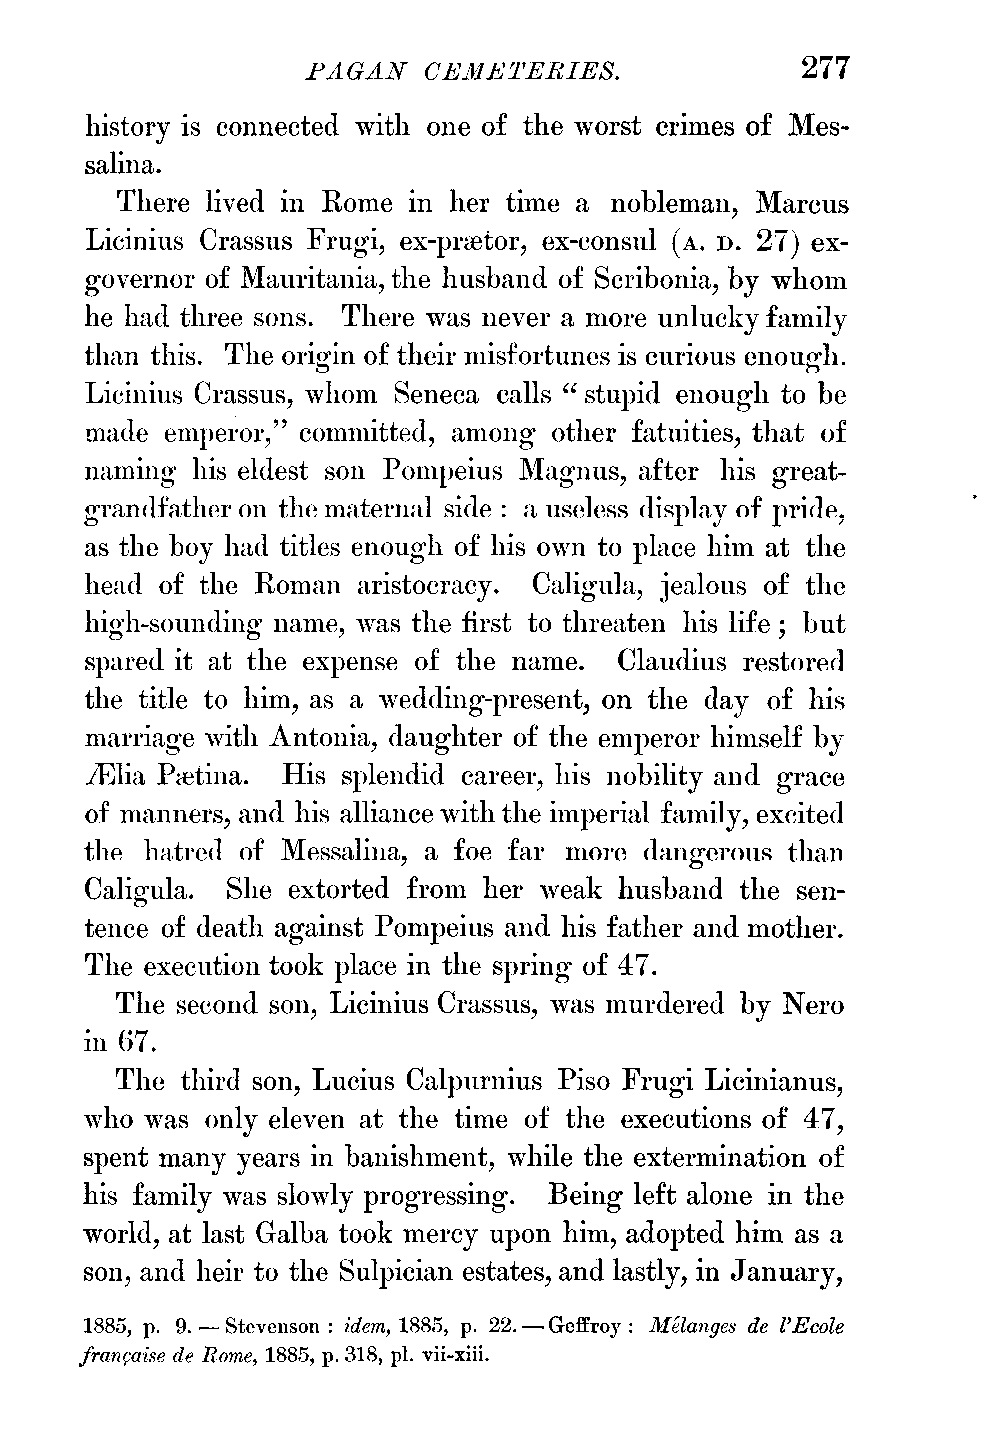 PAGAN CEMETERIES. 277
history is connected with one of the worst crimes of Mes-
salina.
There lived in Rome in her time a nobleman, Marcus
Licinius Crassus Frugi, ex-prætor, ex-consul (A. D. 27) ex-
governor of Mauritania, the husband of Scribonia, by whom
he had three sons. There was never a more unlucky family
than this. The origin of their misfortunes is curious enough.
Licinius Crassus, whom Seneca calls “ stupid enough to be
made emperor,” committed, among other fatuities, that of
naming his eldest son Pompeius Magnus, after his great-
grandfather on the maternal side : a useless display of pride,
as the boy had titles enough of his own to place him at the
head of the Roman aristocracy. Caligula, jealous of the
high-sounding name, was the first to threaten his life ; but
spared it at the expense of the name. Claudius restored
the title to him, as a wedding-present, on the day of his
marriage with Antonia, daughter of the emperor himself by
Ælia Pætina. His splendid career, his nobility and grace
of manners, and his alliance with the imperial family, excited
the hatred of Messalina, a foe far more dangerous than
Caligula. She extorted from her weak husband the sen-
tence of death against Pompeius and his father and mother.
The execution took place in the spring of 47.
The second son, Licinius Crassus, was murdered by Nero
in 67.
The third son, Lucius Calpurnius Piso Frugi Licinianus,
who was only eleven at the time of the executions of 47,
spent many years in banishment, while the extermination of
his family was slowly progressing. Being left alone in the
world, at last Galba took mercy upon him, adopted him as a
son, and heir to the Sulpician estates, and lastly, in January,
1885, p. 9. — Stevenson : idem, 1885, p. 22. — Geffroy : Mélanges de l’Ecole
française de Rome, 1885, p. 318, pl. vii-xiii.